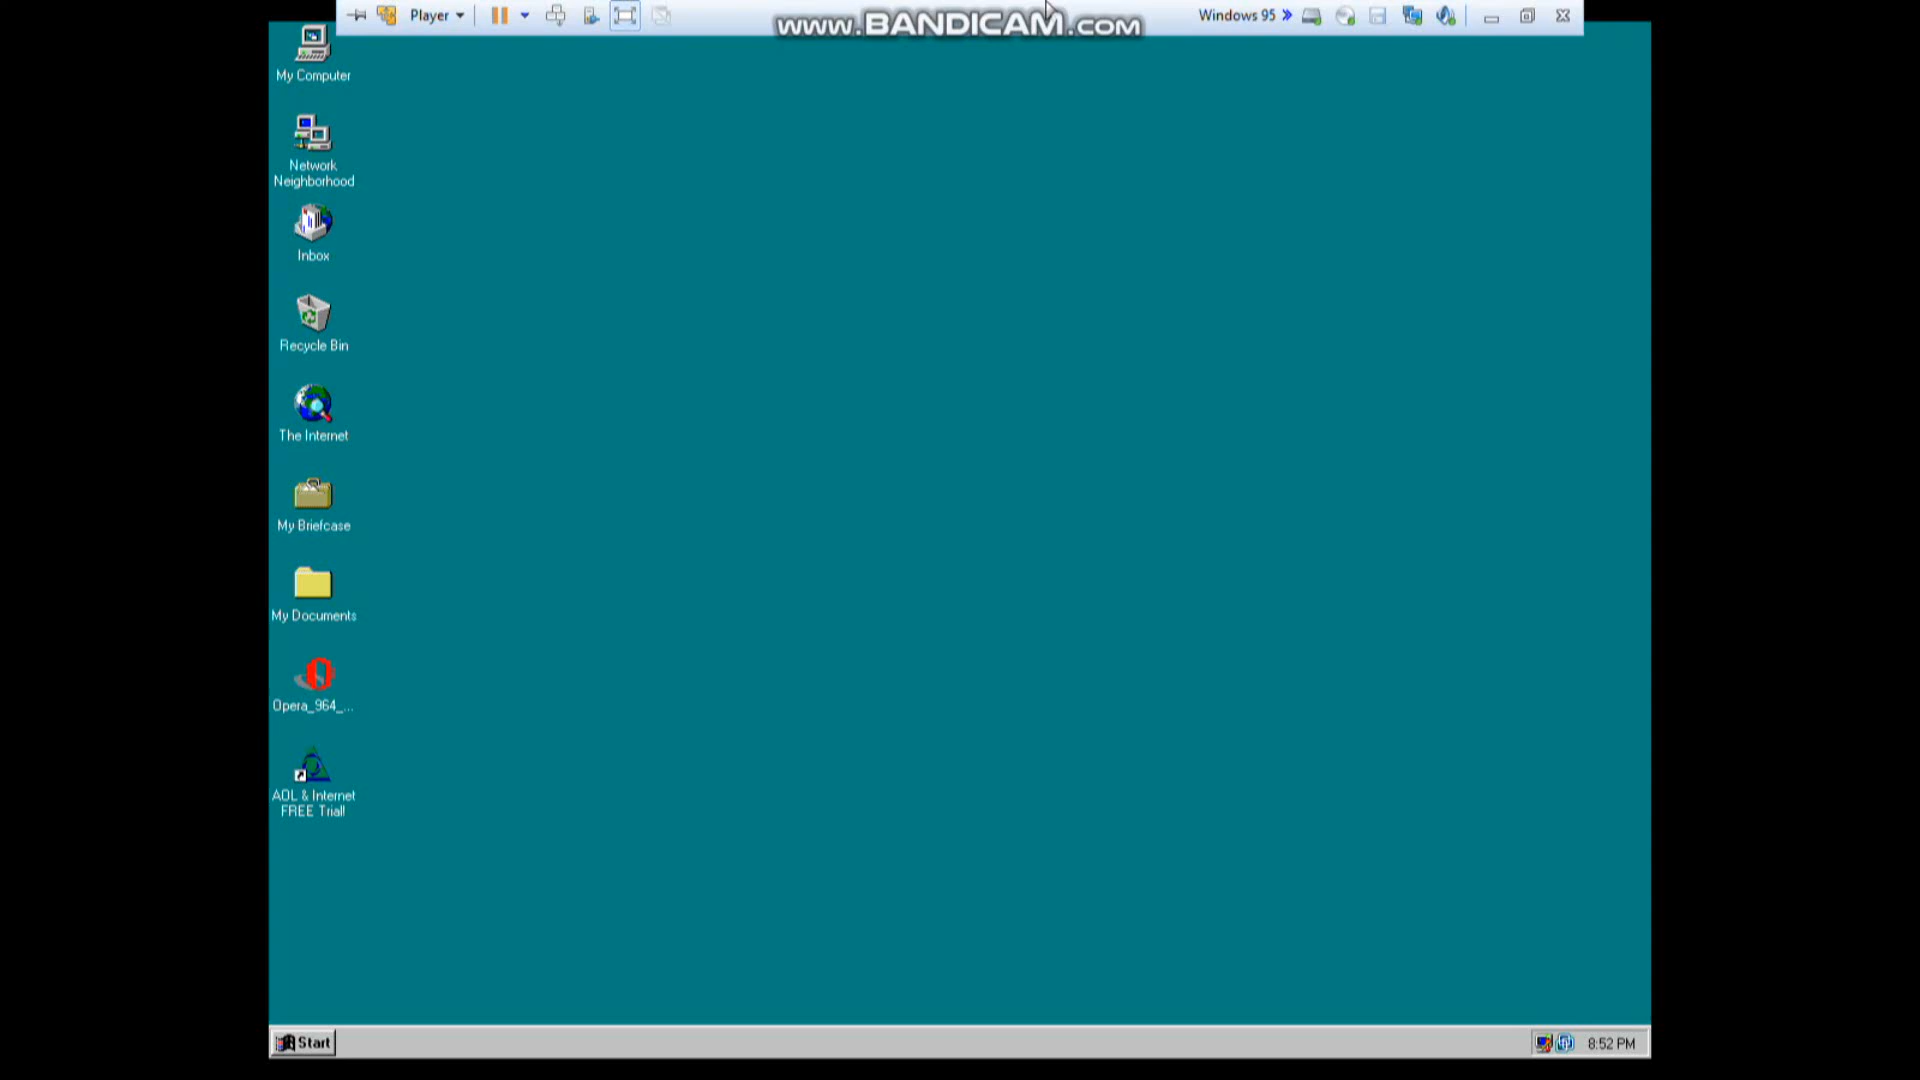 Player
www.BANDICAM.com
Windows 95
My Computer
Network
Neighborhood
Inbox
Recycle Bin
The Internet
My Briefcase
My Documents
Opera_964_...
AOL & Internet
FREE Trial!
Start
8:52 PM